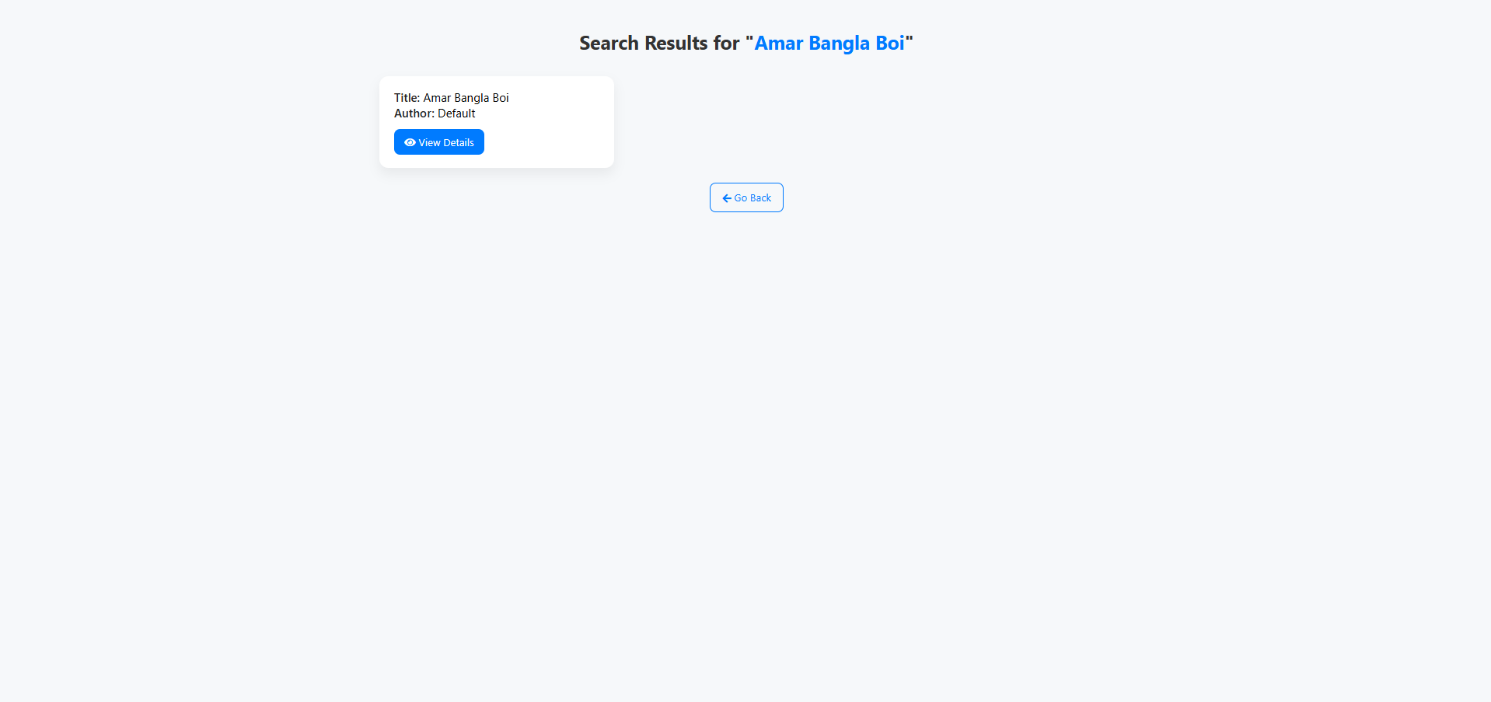 Search Results for "Amar Bangla Boi"
Title: Amar Bangla Boi
Author: Default
View Details
Go Back